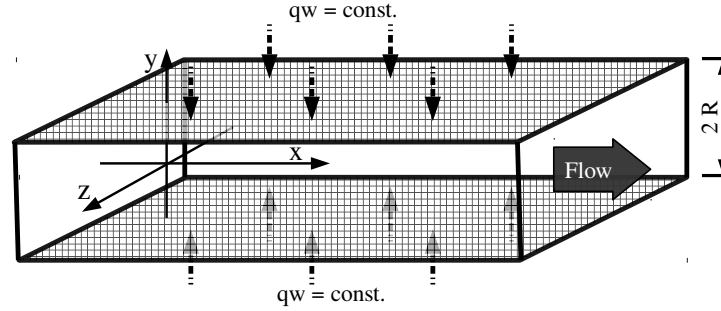 qw = const.
y
2 R
x
Flow
z
qw = const.